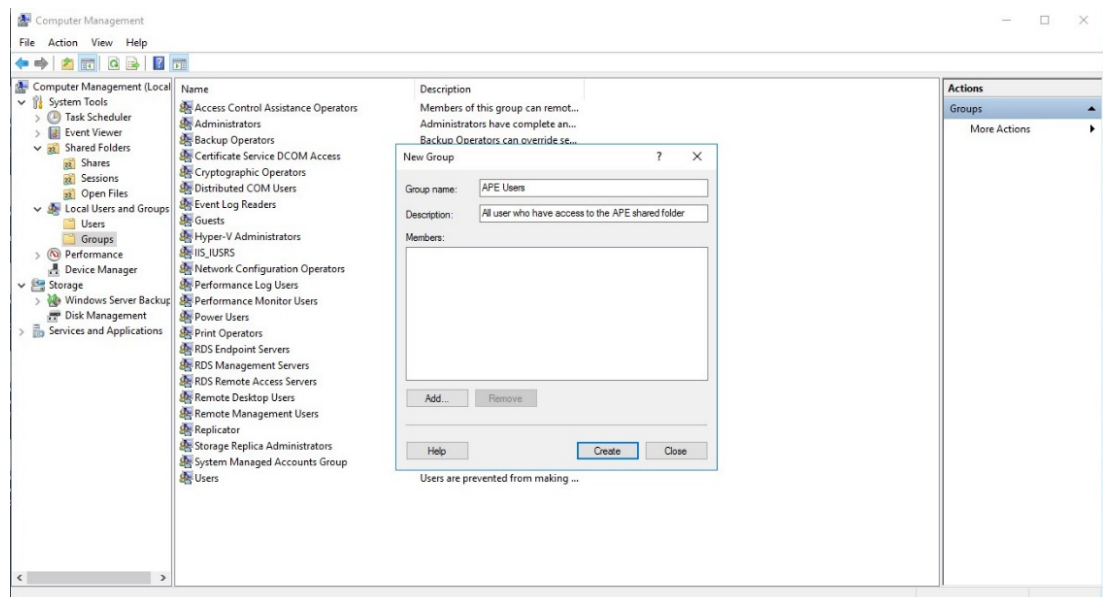 Computer Management
File Action View Help
Computer Management (Local
System Tools
Task Scheduler
Event Viewer
Shared Folders
Shares
Sessions
Open Files
Local Users and Groups
Users
Groups
Performance
Device Manager
Storage
Windows Server Backup
Disk Management
Services and Applications
Name Description
Access Control Assistance Operators Members of this group can remot...
Administrators Administrators have complete an...
Backup Operators Backup Operators can override se...
Certificate Service DCOM Access
Cryptographic Operators
Distributed COM Users
Event Log Readers
Guests
Hyper-V Administrators
IIS_IUSRS
Network Configuration Operators
Performance Log Users
Performance Monitor Users
Power Users
Print Operators
RDS Endpoint Servers
RDS Management Servers
RDS Remote Access Servers
Remote Desktop Users
Remote Management Users
Replicator
Storage Replica Administrators
System Managed Accounts Group
Users Users are prevented from making ...
New Group ? X
Group name: APE Users
Description: All user who have access to the APE shared folder
Members:
Add... Remove
Help Create Close
Actions
Groups
More Actions